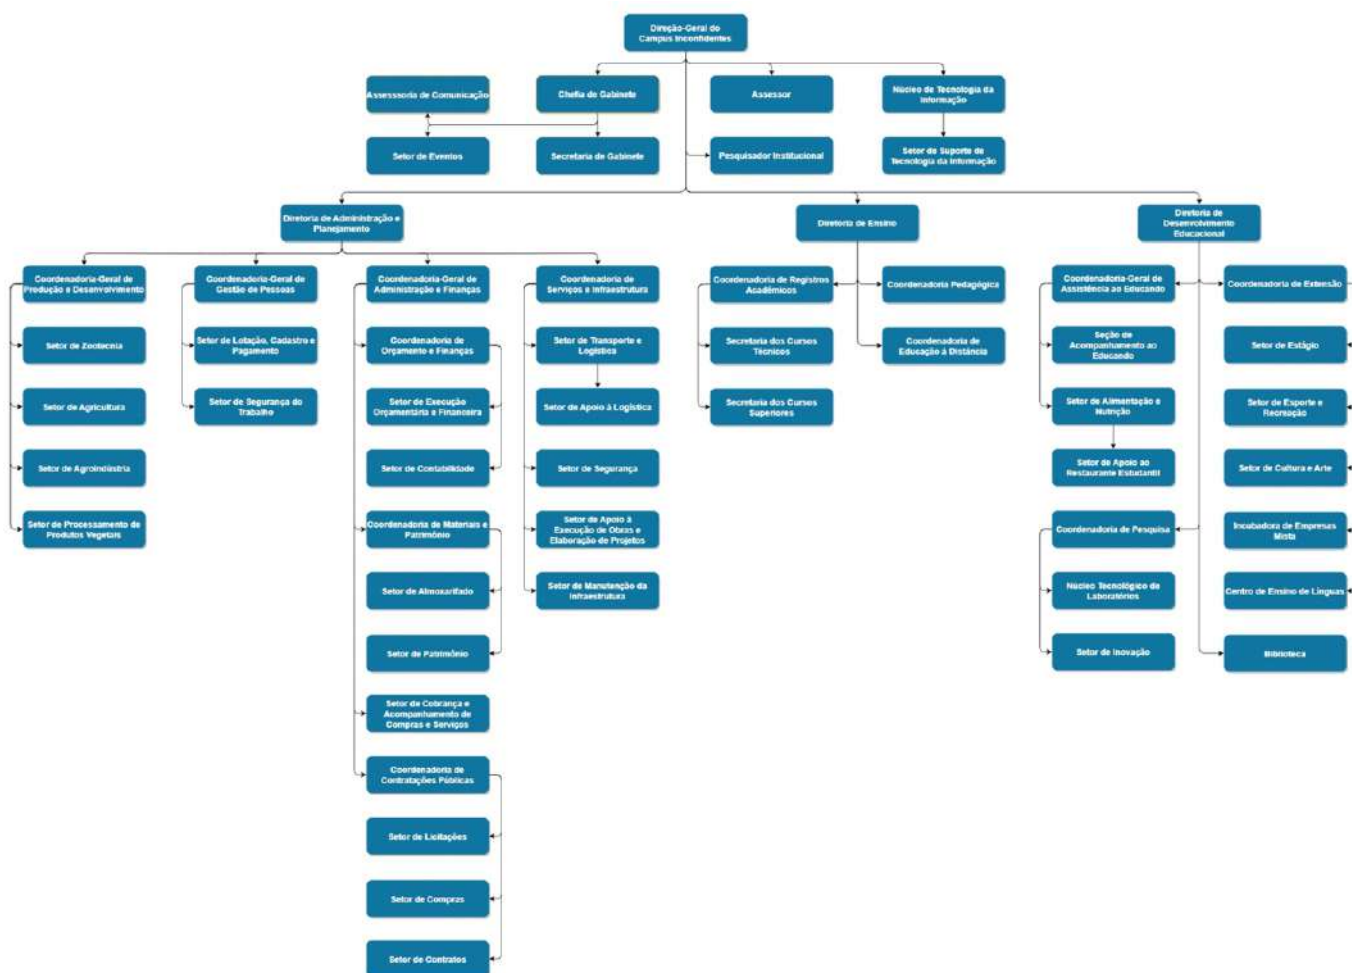 Direção-Geral do
Campus Inconfidentes
Assesssoria de Comunicação
Chefia de Gabinete
Assessor
Núcleo de Tecnologia da
Informação
Setor de Eventos
Secretaria de Gabinete
Pesquisador Institucional
Setor de Suporte de
Tecnologia da Informação
Diretoria de Administração e
Planejamento
Diretoria de Ensino
Diretoria de
Desenvolvimento
Educacional
Coordenadoria-Geral de
Produção e Desenvolvimento
Coordenadoria-Geral de
Gestão de Pessoas
Coordenadoria-Geral de
Administração e Finanças
Coordenadoria de
Serviços e Infraestrutura
Coordenadoria de Registros
Acadêmicos
Coordenadoria Pedagógica
Coordenadoria-Geral de
Assistência ao Educando
Coordenadoria de Extensão
Setor de Zootecnia
Setor de Lotação, Cadastro e
Pagamento
Coordenadoria de
Orçamento e Finanças
Setor de Transporte e
Logística
Secretaria dos Cursos
Técnicos
Coordenadoria de
Educação à Distância
Seção de
Acompanhamento ao
Educando
Setor de Estágio
Setor de Agricultura
Setor de Segurança do
Trabalho
Setor de Execução
Orçamentária e Financeira
Setor de Apoio à Logística
Secretaria dos Cursos
Superiores
Setor de Alimentação e
Nutrição
Setor de Esporte e
Recreação
Setor de Agroindústria
Setor de Contabilidade
Setor de Segurança
Setor de Apoio ao
Restaurante Estudantil
Setor de Cultura e Arte
Setor de Processamento de
Produtos Vegetais
Coordenadoria de Materiais e
Patrimônio
Setor de Apoio à
Execução de Obras e
Elaboração de Projetos
Coordenadoria de Pesquisa
Incubadora de Empresas
Mista
Setor de Almoxarifado
Setor de Manutenção da
Infraestrutura
Núcleo Tecnológico de
Laboratórios
Centro de Ensino de Línguas
Setor de Patrimônio
Setor de Inovação
Biblioteca
Setor de Cobrança e
Acompanhamento de
Compras e Serviços
Coordenadoria de
Contratações Públicas
Setor de Licitações
Setor de Compras
Setor de Contratos